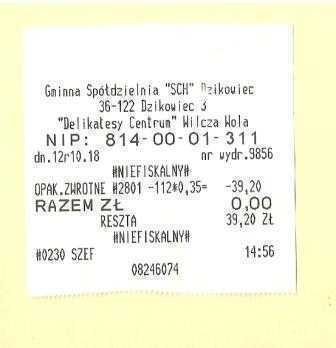 Gminna Spółdzielnia "SCH" Dzikowiec
36-122 Dzikowiec 3
"Delikatesy Centrum" Wilcza Wola
NIP: 814-00-01-311
dn.12r10.18 nr wydr.9856
#NIEFISKALNY#
OPAK.ZWROTNE #2801 -112*0,35= -39,20
RAZEM ZŁ 0,00
RESZTA 39,20 ZŁ
#NIEFISKALNY#
#0230 SZEF 14:56
08246074